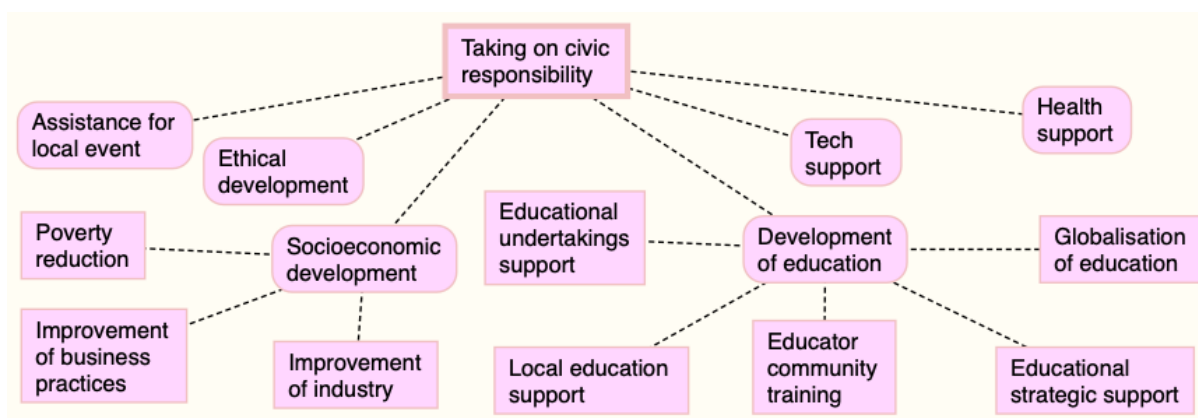 Taking on civic
responsibility
Assistance for
local event
Ethical
development
Tech
support
Health
support
Poverty
reduction
Socioeconomic
development
Educational
undertakings
support
Development
of education
Globalisation
of education
Improvement
of business
practices
Improvement
of industry
Local education
support
Educator
community
training
Educational
strategic support